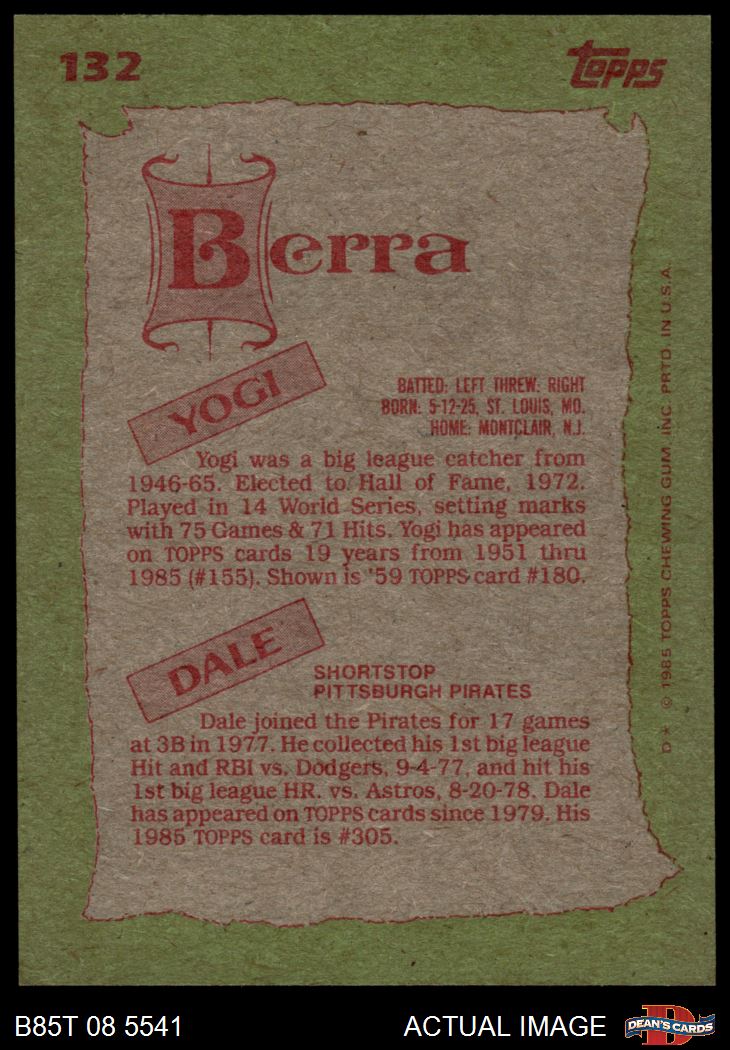 132
Topps
Berra
YOGI
BATTED: LEFT THREW: RIGHT
BORN: 5-12-25, ST. LOUIS, MO.
HOME: MONTCLAIR, N.J.
Yogi was a big league catcher from
1946-65. Elected to Hall of Fame, 1972.
Played in 14 World Series, setting marks
with 75 Games & 71 Hits. Yogi has appeared
on TOPPS cards 19 years from 1951 thru
1985 (#155). Shown is '59 TOPPS card #180.
DALE
SHORTSTOP
PITTSBURGH PIRATES
Dale joined the Pirates for 17 games
at 3B in 1977. He collected his 1st big league
Hit and RBI vs. Dodgers, 9-4-77, and hit his
1st big league HR. vs. Astros, 8-20-78. Dale
has appeared on TOPPS cards since 1979. His
1985 TOPPS card is #305.
D* © 1985 TOPPS CHEWING GUM INC. PRTD. IN U.S.A.
B85T 08 5541
ACTUAL IMAGE
D
DEAN'S CARDS